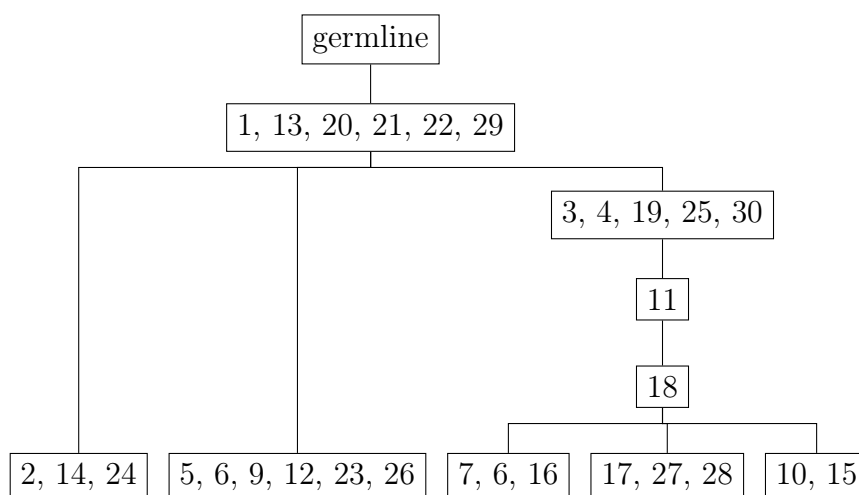 germline
1, 13, 20, 21, 22, 29
3, 4, 19, 25, 30
11
18
2, 14, 24
5, 6, 9, 12, 23, 26
7, 6, 16
17, 27, 28
10, 15